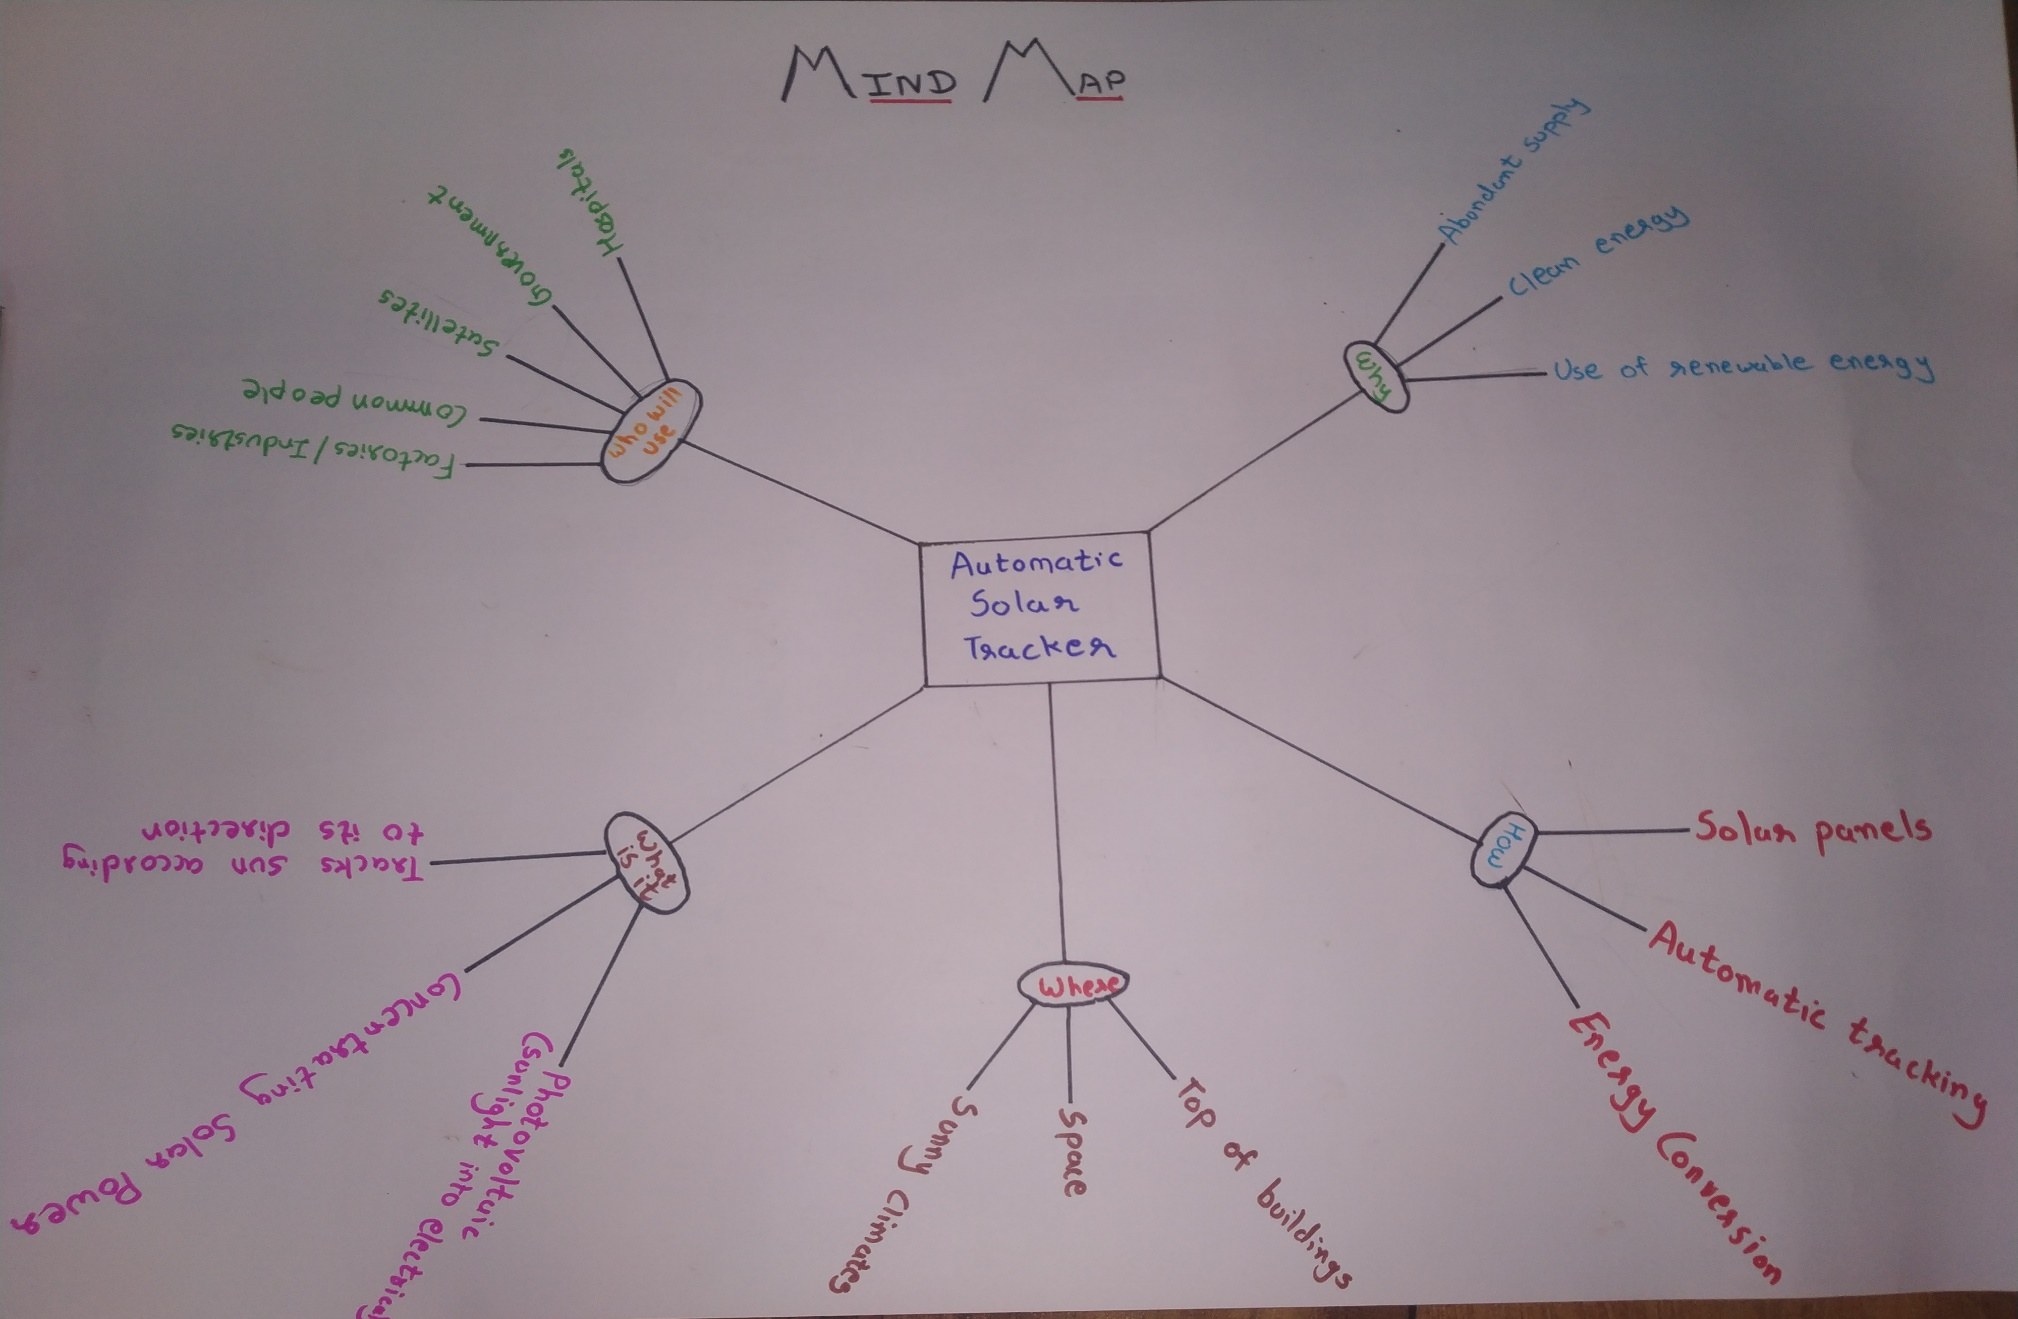 MIND MAP
Hospitals
Government
Satellites
Common people
Factories/Industries
who will
use
Abondant supply
Clean energy
Use of renewable energy
Why
Automatic
Solar
Tracker
What
is
it
Tracks sun according
to its direction
Concentrating Solar Power
Photovoltaic
(sunlight into electrical
Where
Sunny Climates
Space
Top of buildings
How
Solar panels
Automatic tracking
Energy Conversion